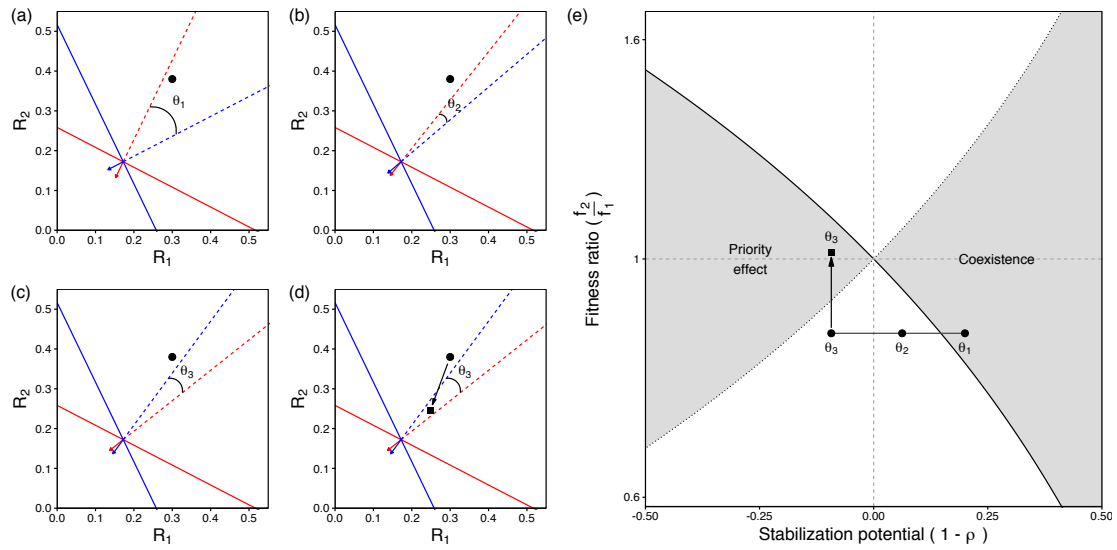 (a)
0.5
0.4
0.3
0.2
0.1
0.0
R2
θ1
0.0 0.1 0.2 0.3 0.4 0.5
R1
(b)
0.5
0.4
0.3
0.2
0.1
0.0
R2
θ2
0.0 0.1 0.2 0.3 0.4 0.5
R1
(c)
0.5
0.4
0.3
0.2
0.1
0.0
R2
θ3
0.0 0.1 0.2 0.3 0.4 0.5
R1
(d)
0.5
0.4
0.3
0.2
0.1
0.0
R2
θ3
0.0 0.1 0.2 0.3 0.4 0.5
R1
(e)
1.6
1
0.6
Fitness ratio ( f2 / f1 )
Priority
effect
θ3
Coexistence
θ3 θ2 θ1
-0.50 -0.25 0.00 0.25 0.50
Stabilization potential ( 1 - ρ )